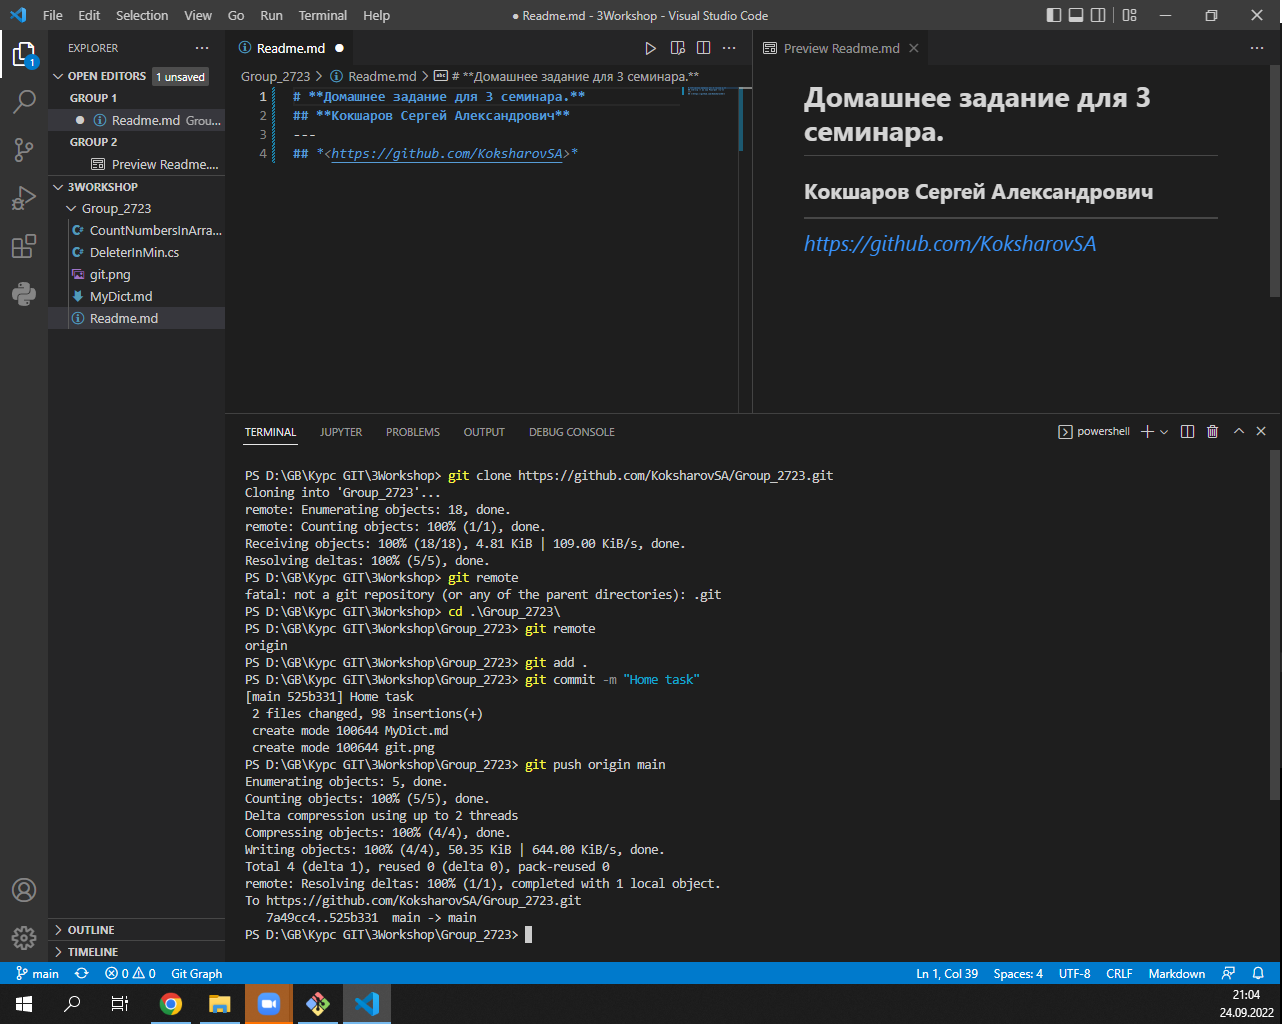 File Edit Selection View Go Run Terminal Help ● Readme.md - 3Workshop - Visual Studio Code
EXPLORER ···
OPEN EDITORS 1 unsaved
GROUP 1
Readme.md Grou...
GROUP 2
Preview Readme....
3WORKSHOP
Group_2723
CountNumbersInArra...
DeleterInMin.cs
git.png
MyDict.md
Readme.md
OUTLINE
TIMELINE
1
Readme.md ●
Group_2723 > Readme.md > # **Домашнее задание для 3 семинара.**
1 # **Домашнее задание для 3 семинара.**
2 ## **Кокшаров Сергей Александрович**
3 ---
4 ## *<https://github.com/KoksharovSA>*
Preview Readme.md
Домашнее задание для 3
семинара.
Кокшаров Сергей Александрович
https://github.com/KoksharovSA
TERMINAL JUPYTER PROBLEMS OUTPUT DEBUG CONSOLE
powershell
PS D:\GB\Курс GIT\3Workshop> git clone https://github.com/KoksharovSA/Group_2723.git
Cloning into 'Group_2723'...
remote: Enumerating objects: 18, done.
remote: Counting objects: 100% (1/1), done.
Receiving objects: 100% (18/18), 4.81 KiB | 109.00 KiB/s, done.
Resolving deltas: 100% (5/5), done.
PS D:\GB\Курс GIT\3Workshop> git remote
fatal: not a git repository (or any of the parent directories): .git
PS D:\GB\Курс GIT\3Workshop> cd .\Group_2723\
PS D:\GB\Курс GIT\3Workshop\Group_2723> git remote
origin
PS D:\GB\Курс GIT\3Workshop\Group_2723> git add .
PS D:\GB\Курс GIT\3Workshop\Group_2723> git commit -m "Home task"
[main 525b331] Home task
2 files changed, 98 insertions(+)
create mode 100644 MyDict.md
create mode 100644 git.png
PS D:\GB\Курс GIT\3Workshop\Group_2723> git push origin main
Enumerating objects: 5, done.
Counting objects: 100% (5/5), done.
Delta compression using up to 2 threads
Compressing objects: 100% (4/4), done.
Writing objects: 100% (4/4), 50.35 KiB | 644.00 KiB/s, done.
Total 4 (delta 1), reused 0 (delta 0), pack-reused 0
remote: Resolving deltas: 100% (1/1), completed with 1 local object.
To https://github.com/KoksharovSA/Group_2723.git
7a49cc4..525b331 main -> main
PS D:\GB\Курс GIT\3Workshop\Group_2723>
main 0 0 Git Graph Ln 1, Col 39 Spaces: 4 UTF-8 CRLF Markdown
21:04
24.09.2022